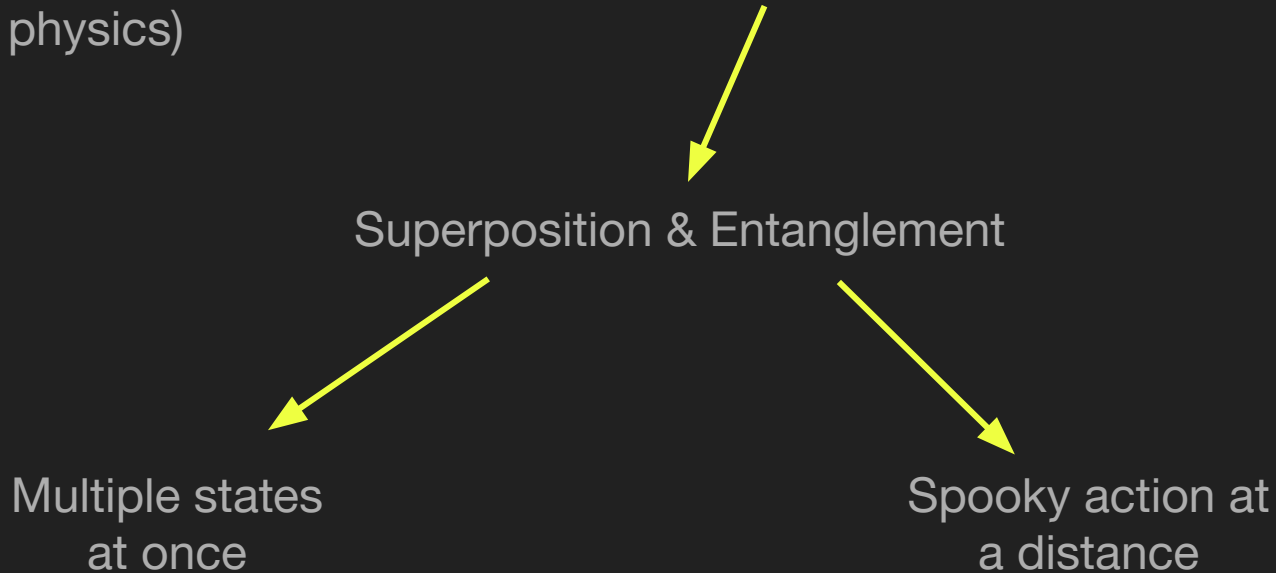 physics)
Superposition & Entanglement
Multiple states
at once
Spooky action at
a distance